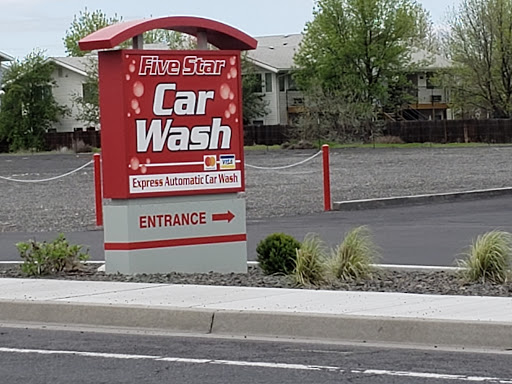 Five Star
Car
Wash
VISA
Express Automatic Car Wash
ENTRANCE →